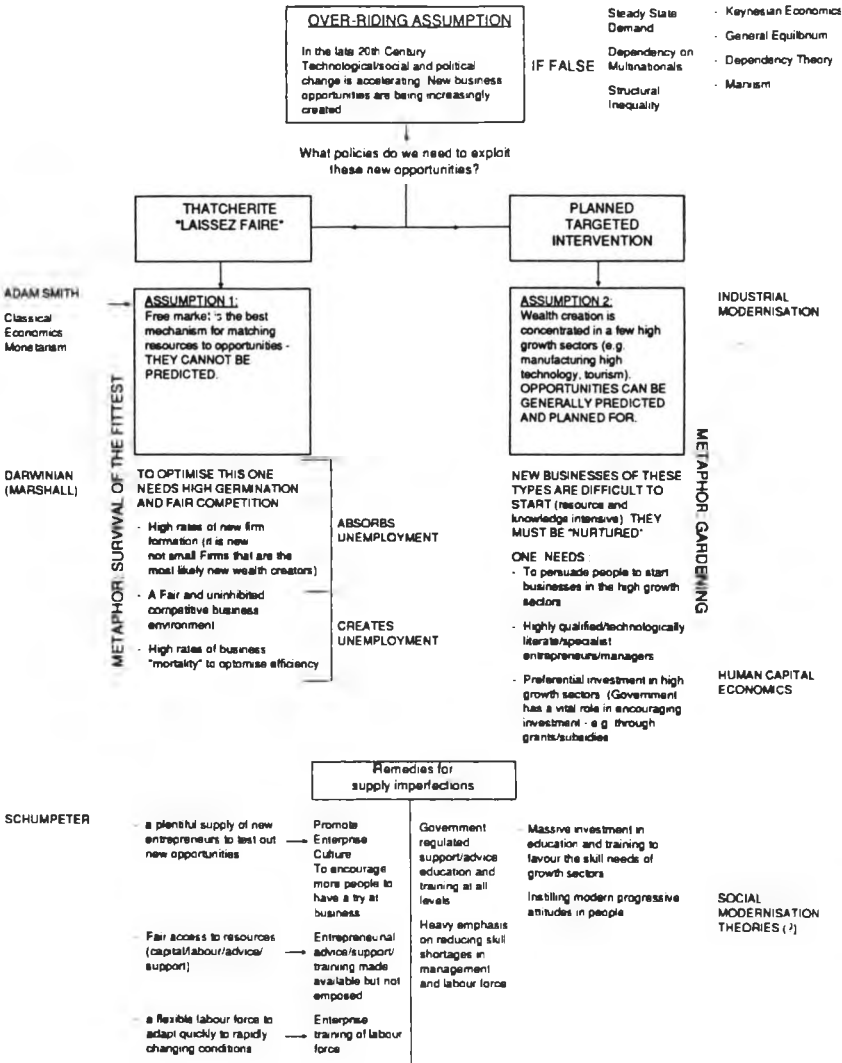 OVER-RIDING ASSUMPTION
In the late 20th Century
Technological/social and political
change is accelerating New business
opportunities are being increasingly
created
IF FALSE
Steady State
Demand
Dependency on
Multinationals
Structural
Inequality
- Keynesian Economics
- General Equilibrium
- Dependency Theory
- Marxism
What policies do we need to exploit
these new opportunities?
THATCHERITE
"LAISSEZ FAIRE"
PLANNED
TARGETED
INTERVENTION
ADAM SMITH
Classical
Economics
Monetarism
ASSUMPTION 1:
Free market is the best
mechanism for matching
resources to opportunities -
THEY CANNOT BE
PREDICTED.
ASSUMPTION 2:
Wealth creation is
concentrated in a few high
growth sectors (e.g.
manufacturing high
technology, tourism).
OPPORTUNITIES CAN BE
GENERALLY PREDICTED
AND PLANNED FOR.
INDUSTRIAL
MODERNISATION
METAPHOR: SURVIVAL OF THE FITTEST
METAPHOR: GARDENING
DARWINIAN
(MARSHALL)
TO OPTIMISE THIS ONE
NEEDS HIGH GERMINATION
AND FAIR COMPETITION
- High rates of new firm
formation (it is new
not small Firms that are the
most likely new wealth creators)
- A Fair and uninhibited
competitive business
environment
- High rates of business
"mortality" to optomise efficiency
ABSORBS
UNEMPLOYMENT
CREATES
UNEMPLOYMENT
NEW BUSINESSES OF THESE
TYPES ARE DIFFICULT TO
START (resource and
knowledge intensive) THEY
MUST BE "NURTURED"
ONE NEEDS :
- To persuade people to start
businesses in the high growth
sectors
- Highly qualified/technologically
literate/specialist
entrepreneurs/managers
- Preferential investment in high
growth sectors (Government
has a vital role in encouraging
investment - e.g. through
grants/subsidies
HUMAN CAPITAL
ECONOMICS
Remedies for
supply imperfections
SCHUMPETER
- a plentiful supply of new
entrepreneurs to test out
new opportunities
Promote
Enterprise
Culture
To encourage
more people to
have a try at
business
Government
regulated
support/advice
education and
training at all
levels
Heavy emphasis
on reducing skill
shortages in
management
and labour force
- Massive investment in
education and training to
favour the skill needs of
growth sectors
Instilling modern progressive
attitudes in people
SOCIAL
MODERNISATION
THEORIES (?)
- Fair access to resources
(capital/labour/advice/
support)
Entrepreneurial
advice/support/
training made
available but not
emposed
- a flexible labour force to
adapt quickly to rapidly
changing conditions
Enterprise
training of labour
force